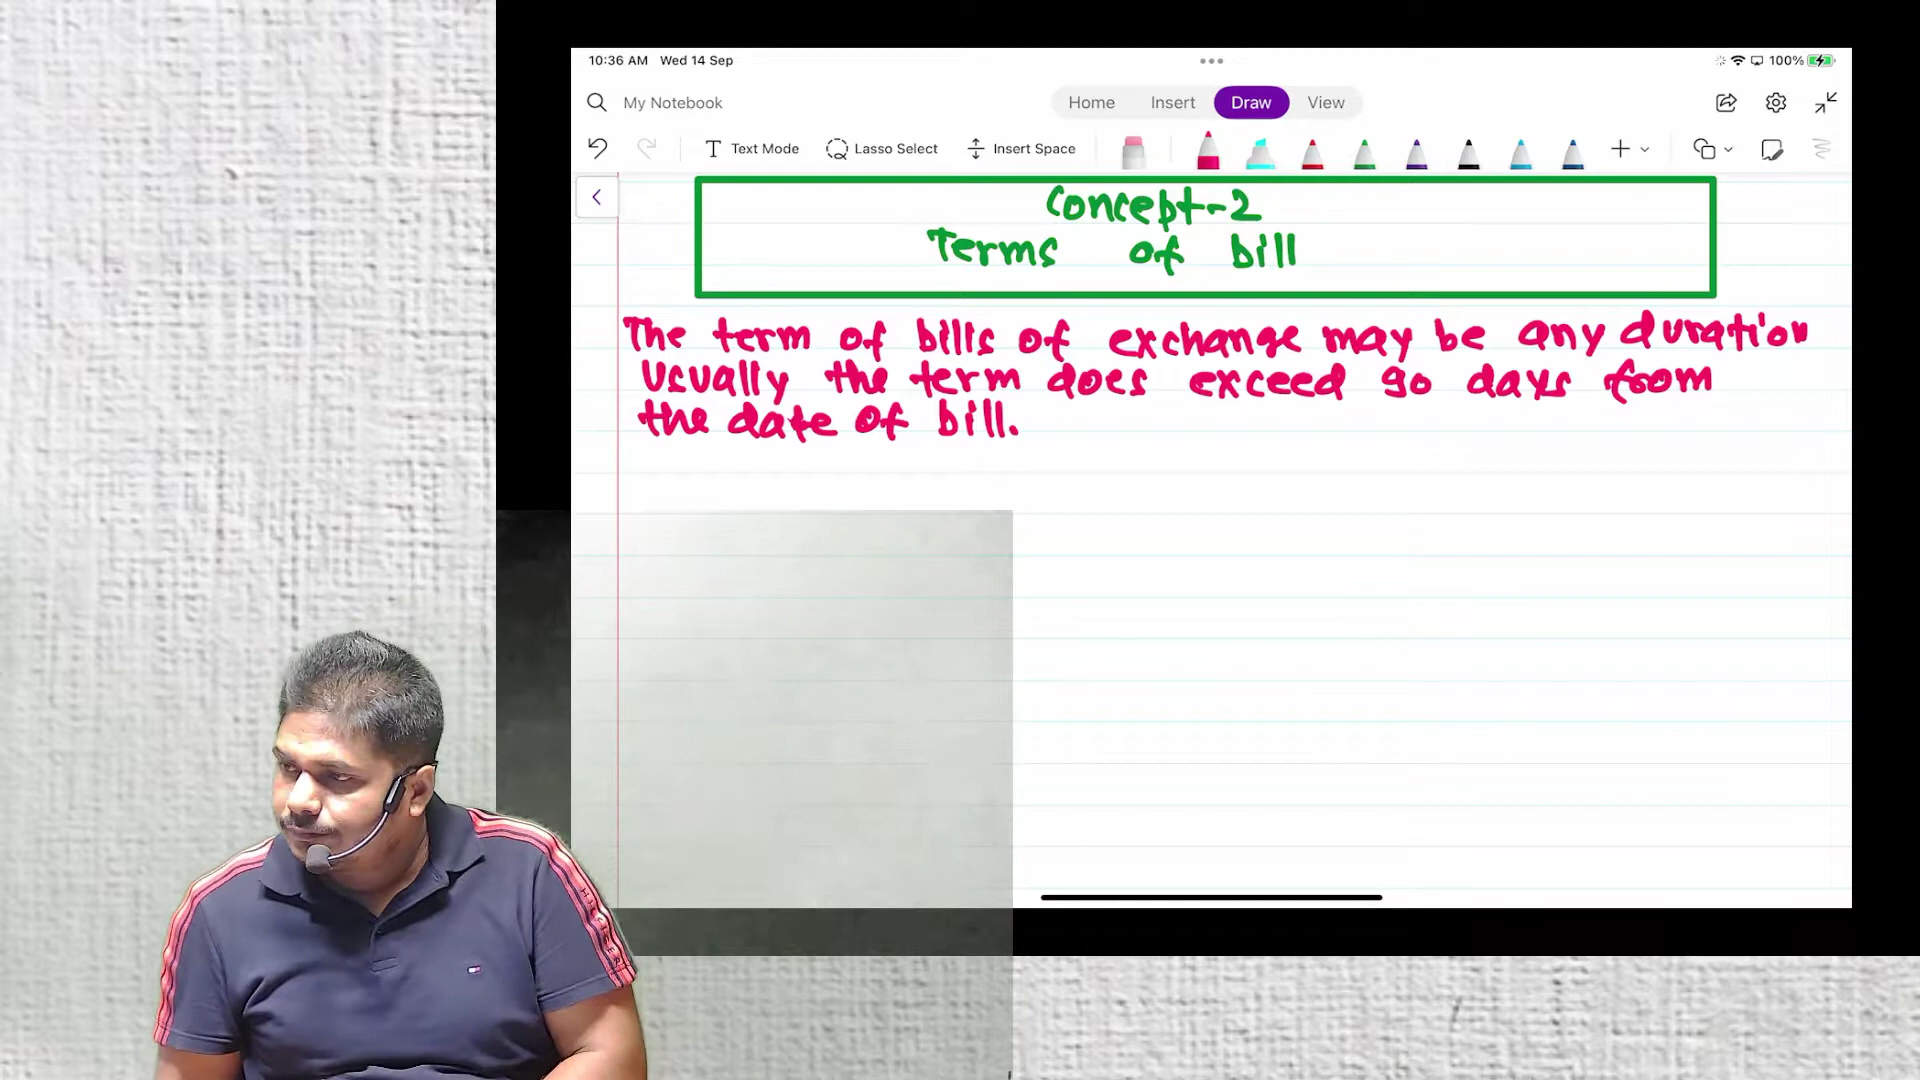 10:36 AM Wed 14 Sep
100%
My Notebook
Home Insert Draw View
Text Mode Lasso Select Insert Space
Concept-2
Terms of bill
The term of bills of exchange may be any duration
Usually the term does exceed 90 days from
the date of bill.